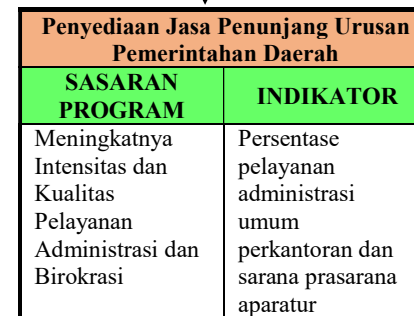 Penyediaan Jasa Penunjang Urusan
Pemerintahan Daerah
SASARAN
PROGRAM
INDIKATOR
Meningkatnya
Intensitas dan
Kualitas
Pelayanan
Administrasi dan
Birokrasi
Persentase
pelayanan
administrasi
umum
perkantoran dan
sarana prasarana
aparatur